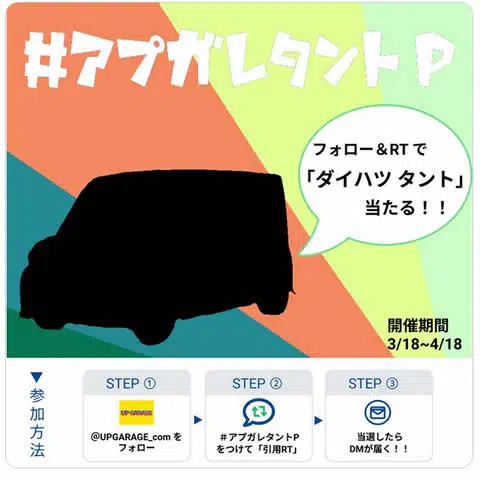 #アプガレタントP
フォロー＆RTで
「ダイハツ タント」
当たる！！
開催期間
3/18~4/18
▼参加方法
STEP ①
UP GARAGE
@UPGARAGE_com を
フォロー
STEP ②
＃アプガレタントP
をつけて「引用RT」
STEP ③
当選したら
DMが届く！！